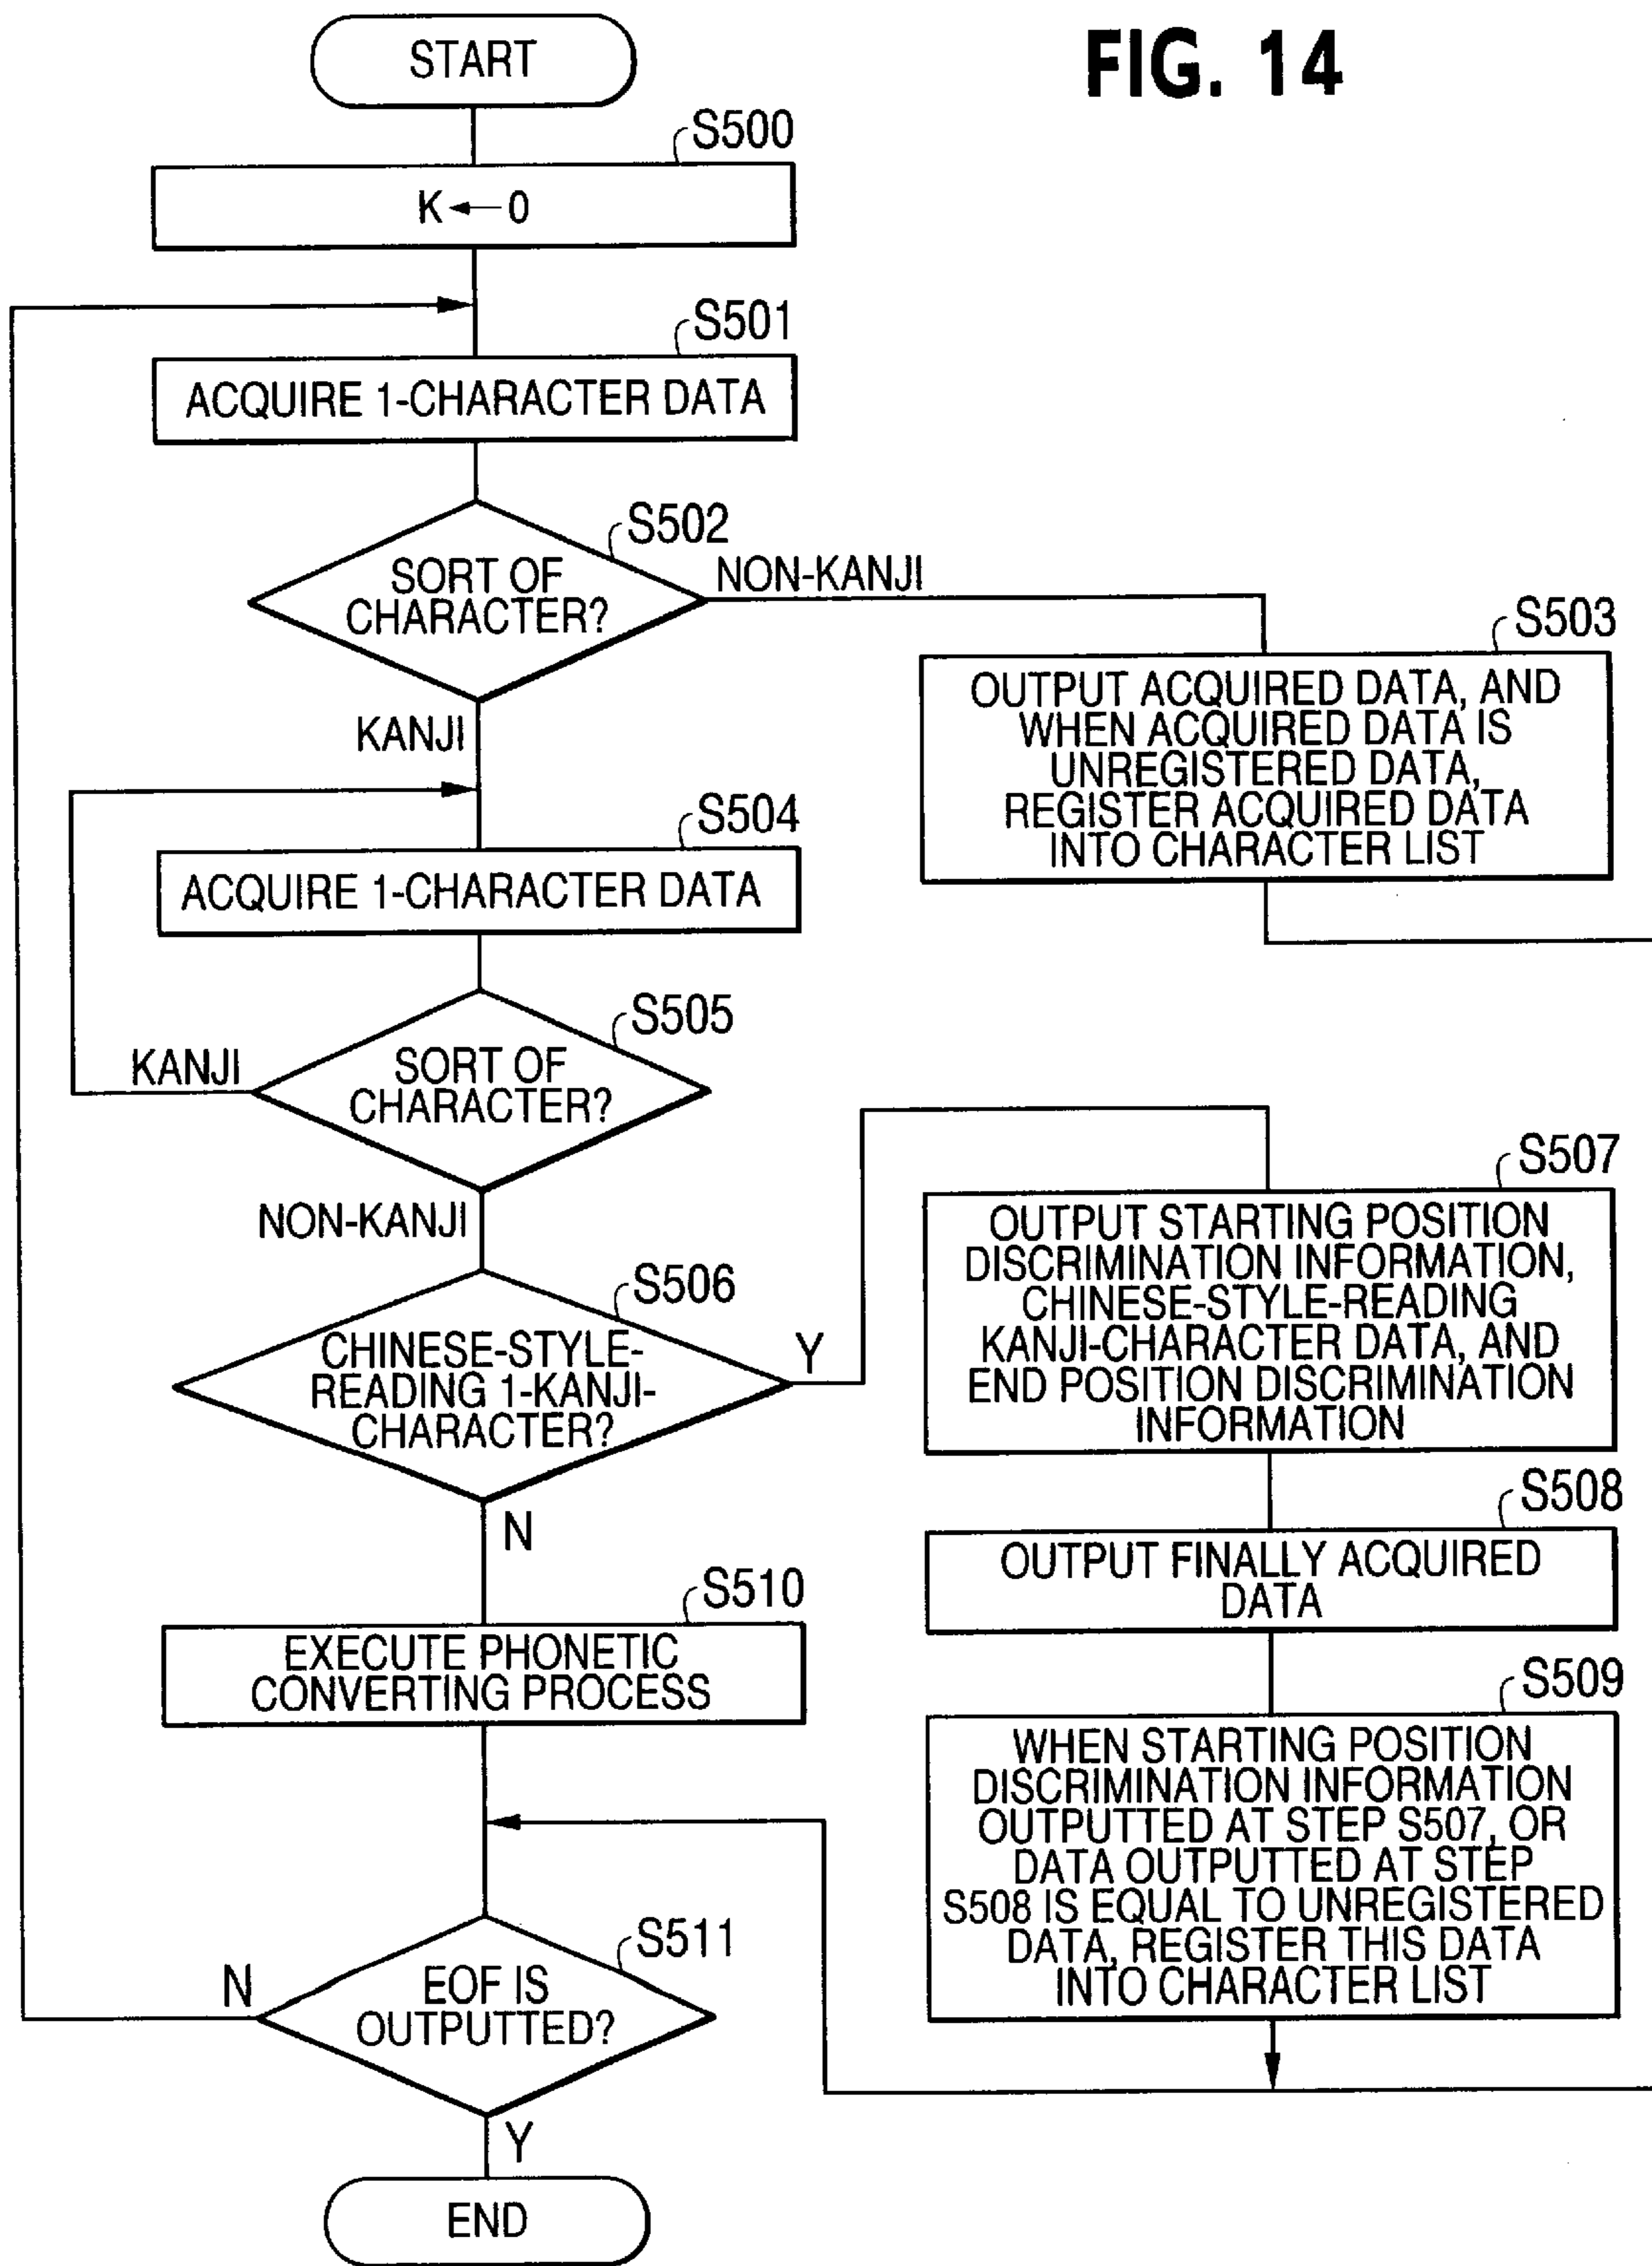 FIG. 14
START
S500
K ← 0
S501
ACQUIRE 1-CHARACTER DATA
S502
SORT OF
CHARACTER?
NON-KANJI
KANJI
S503
OUTPUT ACQUIRED DATA, AND
WHEN ACQUIRED DATA IS
UNREGISTERED DATA,
REGISTER ACQUIRED DATA
INTO CHARACTER LIST
S504
ACQUIRE 1-CHARACTER DATA
S505
SORT OF
CHARACTER?
KANJI
NON-KANJI
S506
CHINESE-STYLE-
READING 1-KANJI-
CHARACTER?
Y
N
S507
OUTPUT STARTING POSITION
DISCRIMINATION INFORMATION,
CHINESE-STYLE-READING
KANJI-CHARACTER DATA, AND
END POSITION DISCRIMINATION
INFORMATION
S508
OUTPUT FINALLY ACQUIRED
DATA
S509
WHEN STARTING POSITION
DISCRIMINATION INFORMATION
OUTPUTTED AT STEP S507, OR
DATA OUTPUTTED AT STEP
S508 IS EQUAL TO UNREGISTERED
DATA, REGISTER THIS DATA
INTO CHARACTER LIST
S510
EXECUTE PHONETIC
CONVERTING PROCESS
S511
EOF IS
OUTPUTTED?
N
Y
END